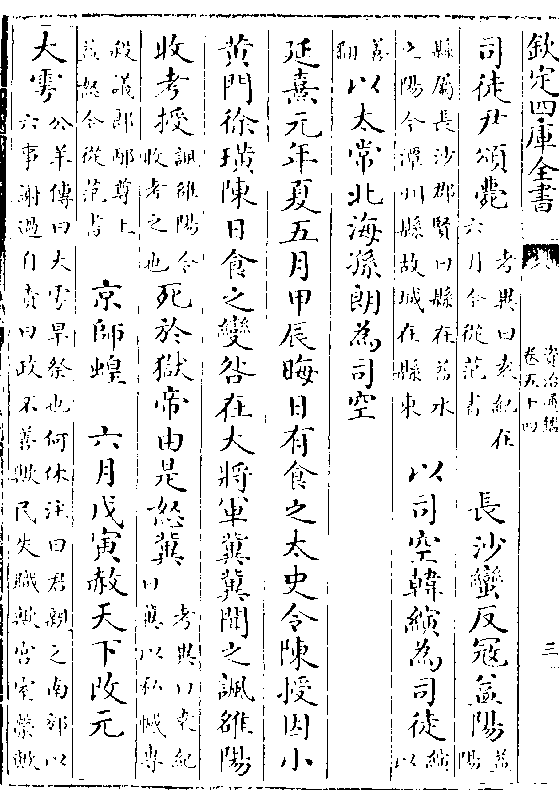 欽定四庫全書
資治通鑑
卷五十四
三
司徒尹頌薨考異曰袁紀在六月今從范書長沙蠻反寇益陽益陽
縣屬長沙郡賢曰縣在益水之陽今潭州縣故城在縣東以司空韓縯為司徒縯以
善翻以太常北海孫朗為司空
延熹元年夏五月甲辰晦日有食之太史令陳授因小
黄門徐璜陳日食之變咎在大將軍冀冀聞之諷雒陽
收考授諷雒陽令收考之也死於獄帝由是怒冀考異曰袁紀曰冀以私憾專
殺議郎邴尊上益怒今從范書京師蝗六月戊寅赦天下改元
大雩公羊傳曰大雩旱祭也何休注曰君親之南郊以六事謝過自責曰政不善歟民失職歟宫室榮歟